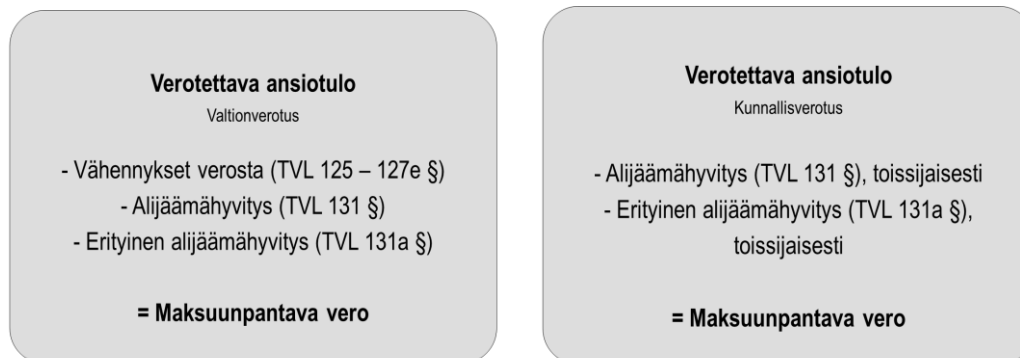 Verotettava ansiotulo
Valtionverotus
- Vähennykset verosta (TVL 125 – 127e §)
- Alijäämähyvitys (TVL 131 §)
- Erityinen alijäämähyvitys (TVL 131a §)
= Maksuunpantava vero
Verotettava ansiotulo
Kunnallisverotus
- Alijäämähyvitys (TVL 131 §), toissijaisesti
- Erityinen alijäämähyvitys (TVL 131a §),
toissijaisesti
= Maksuunpantava vero